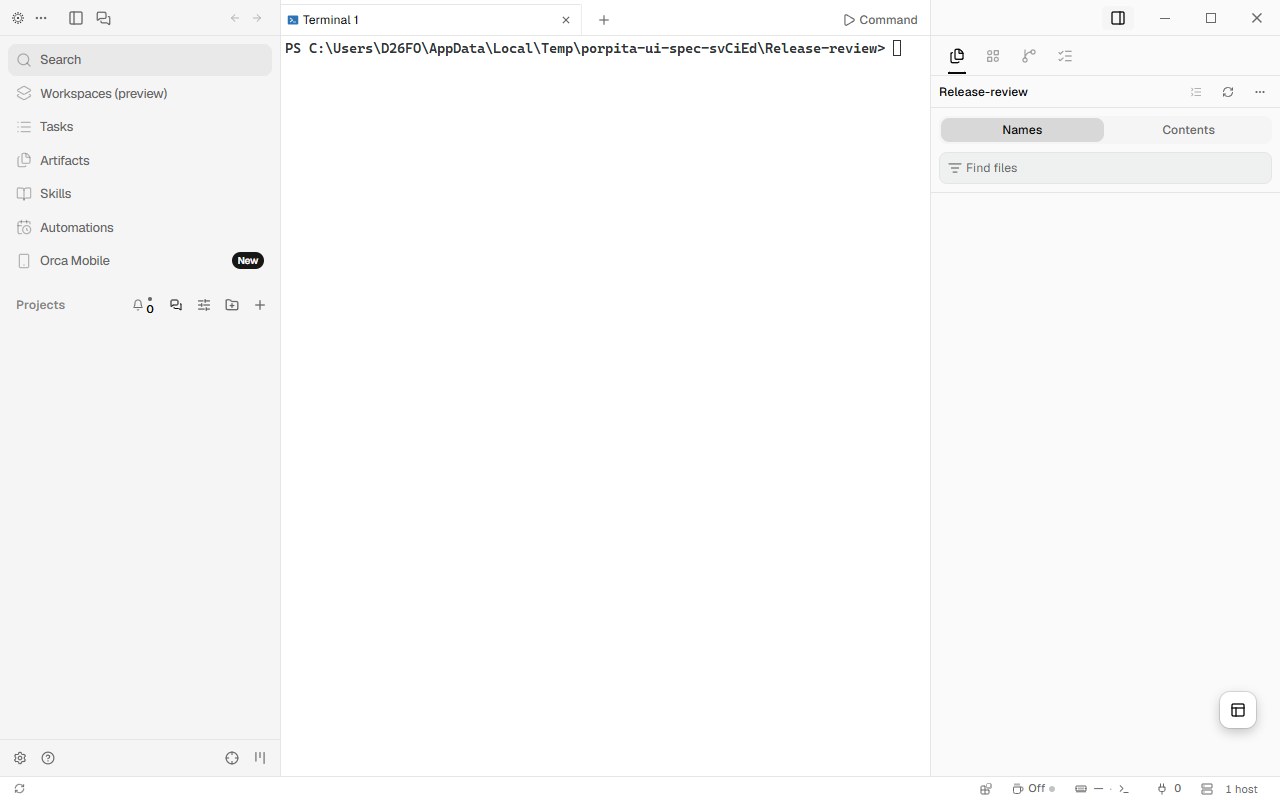 Terminal 1
Command
PS C:\Users\D26FO\AppData\Local\Temp\porpita-ui-spec-svCiEd\Release-review>
Search
Workspaces (preview)
Tasks
Artifacts
Skills
Automations
Orca Mobile
New
Projects
0
Release-review
Names
Contents
Find files
Off
0
1 host